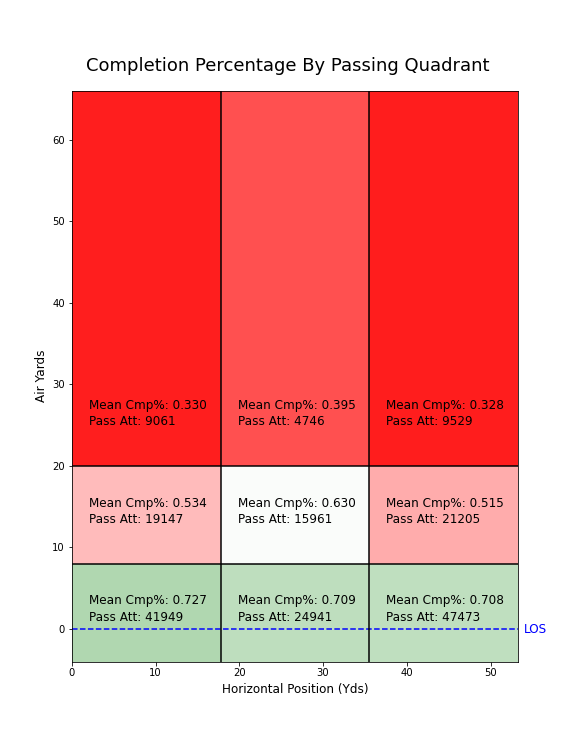 Completion Percentage By Passing Quadrant
60
50
40
30
20
10
0
Air Yards
Mean Cmp%: 0.330
Pass Att: 9061
Mean Cmp%: 0.395
Pass Att: 4746
Mean Cmp%: 0.328
Pass Att: 9529
Mean Cmp%: 0.534
Pass Att: 19147
Mean Cmp%: 0.630
Pass Att: 15961
Mean Cmp%: 0.515
Pass Att: 21205
Mean Cmp%: 0.727
Pass Att: 41949
Mean Cmp%: 0.709
Pass Att: 24941
Mean Cmp%: 0.708
Pass Att: 47473
LOS
0 10 20 30 40 50
Horizontal Position (Yds)